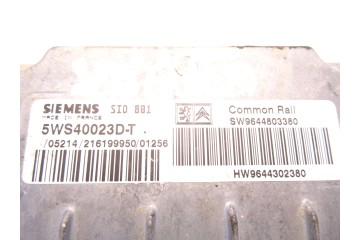 SIEMENS SID 801
MADE IN FRANCE
5WS40023D-T
/05214/216199950/01256
Common Rail
SW9644803380
HW9644302380